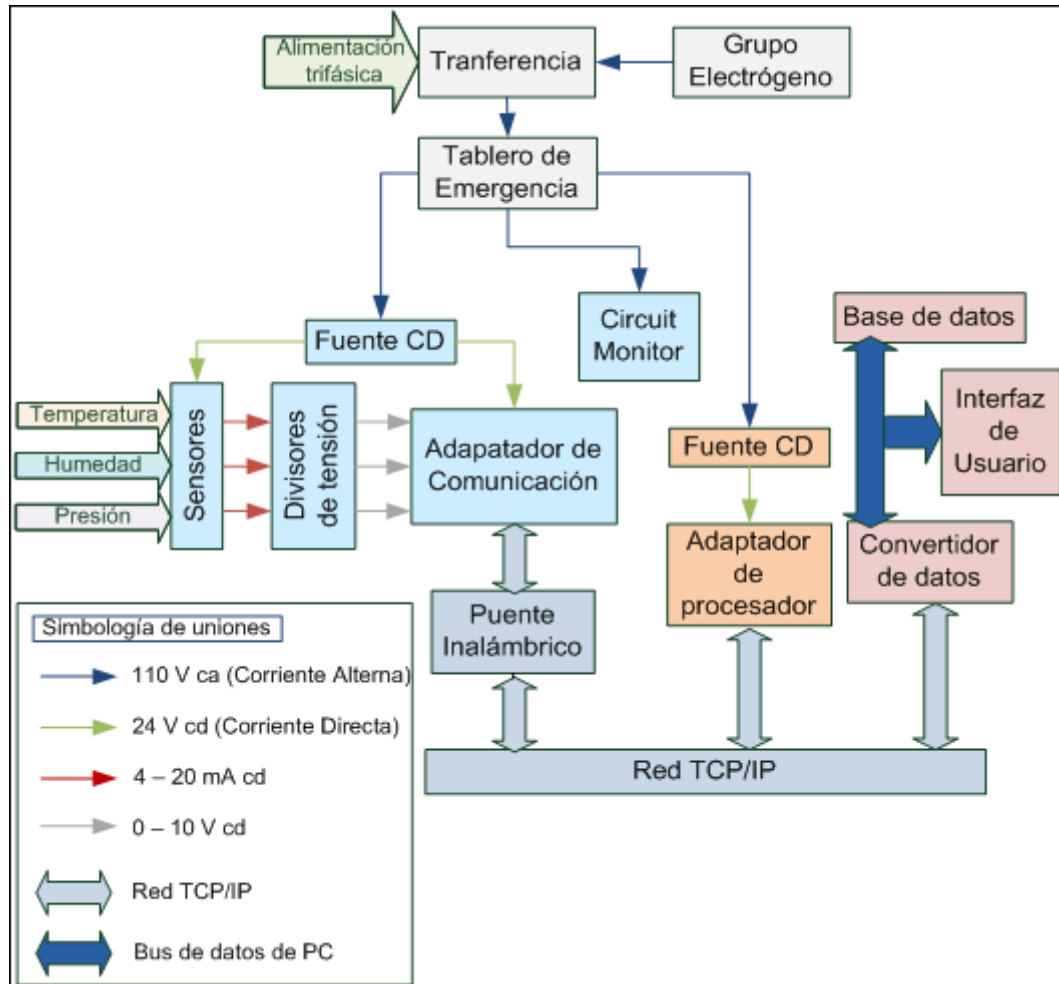 Alimentación
trifásica
Tranferencia
Grupo
Electrógeno
Tablero de
Emergencia
Fuente CD
Circuit
Monitor
Base de datos
Interfaz
de
Usuario
Temperatura
Humedad
Presión
Sensores
Divisores
de tensión
Adapatador de
Comunicación
Fuente CD
Adaptador
de
procesador
Convertidor
de datos
Puente
Inalámbrico
Red TCP/IP
Simbología de uniones
110 V ca (Corriente Alterna)
24 V cd (Corriente Directa)
4 – 20 mA cd
0 – 10 V cd
Red TCP/IP
Bus de datos de PC